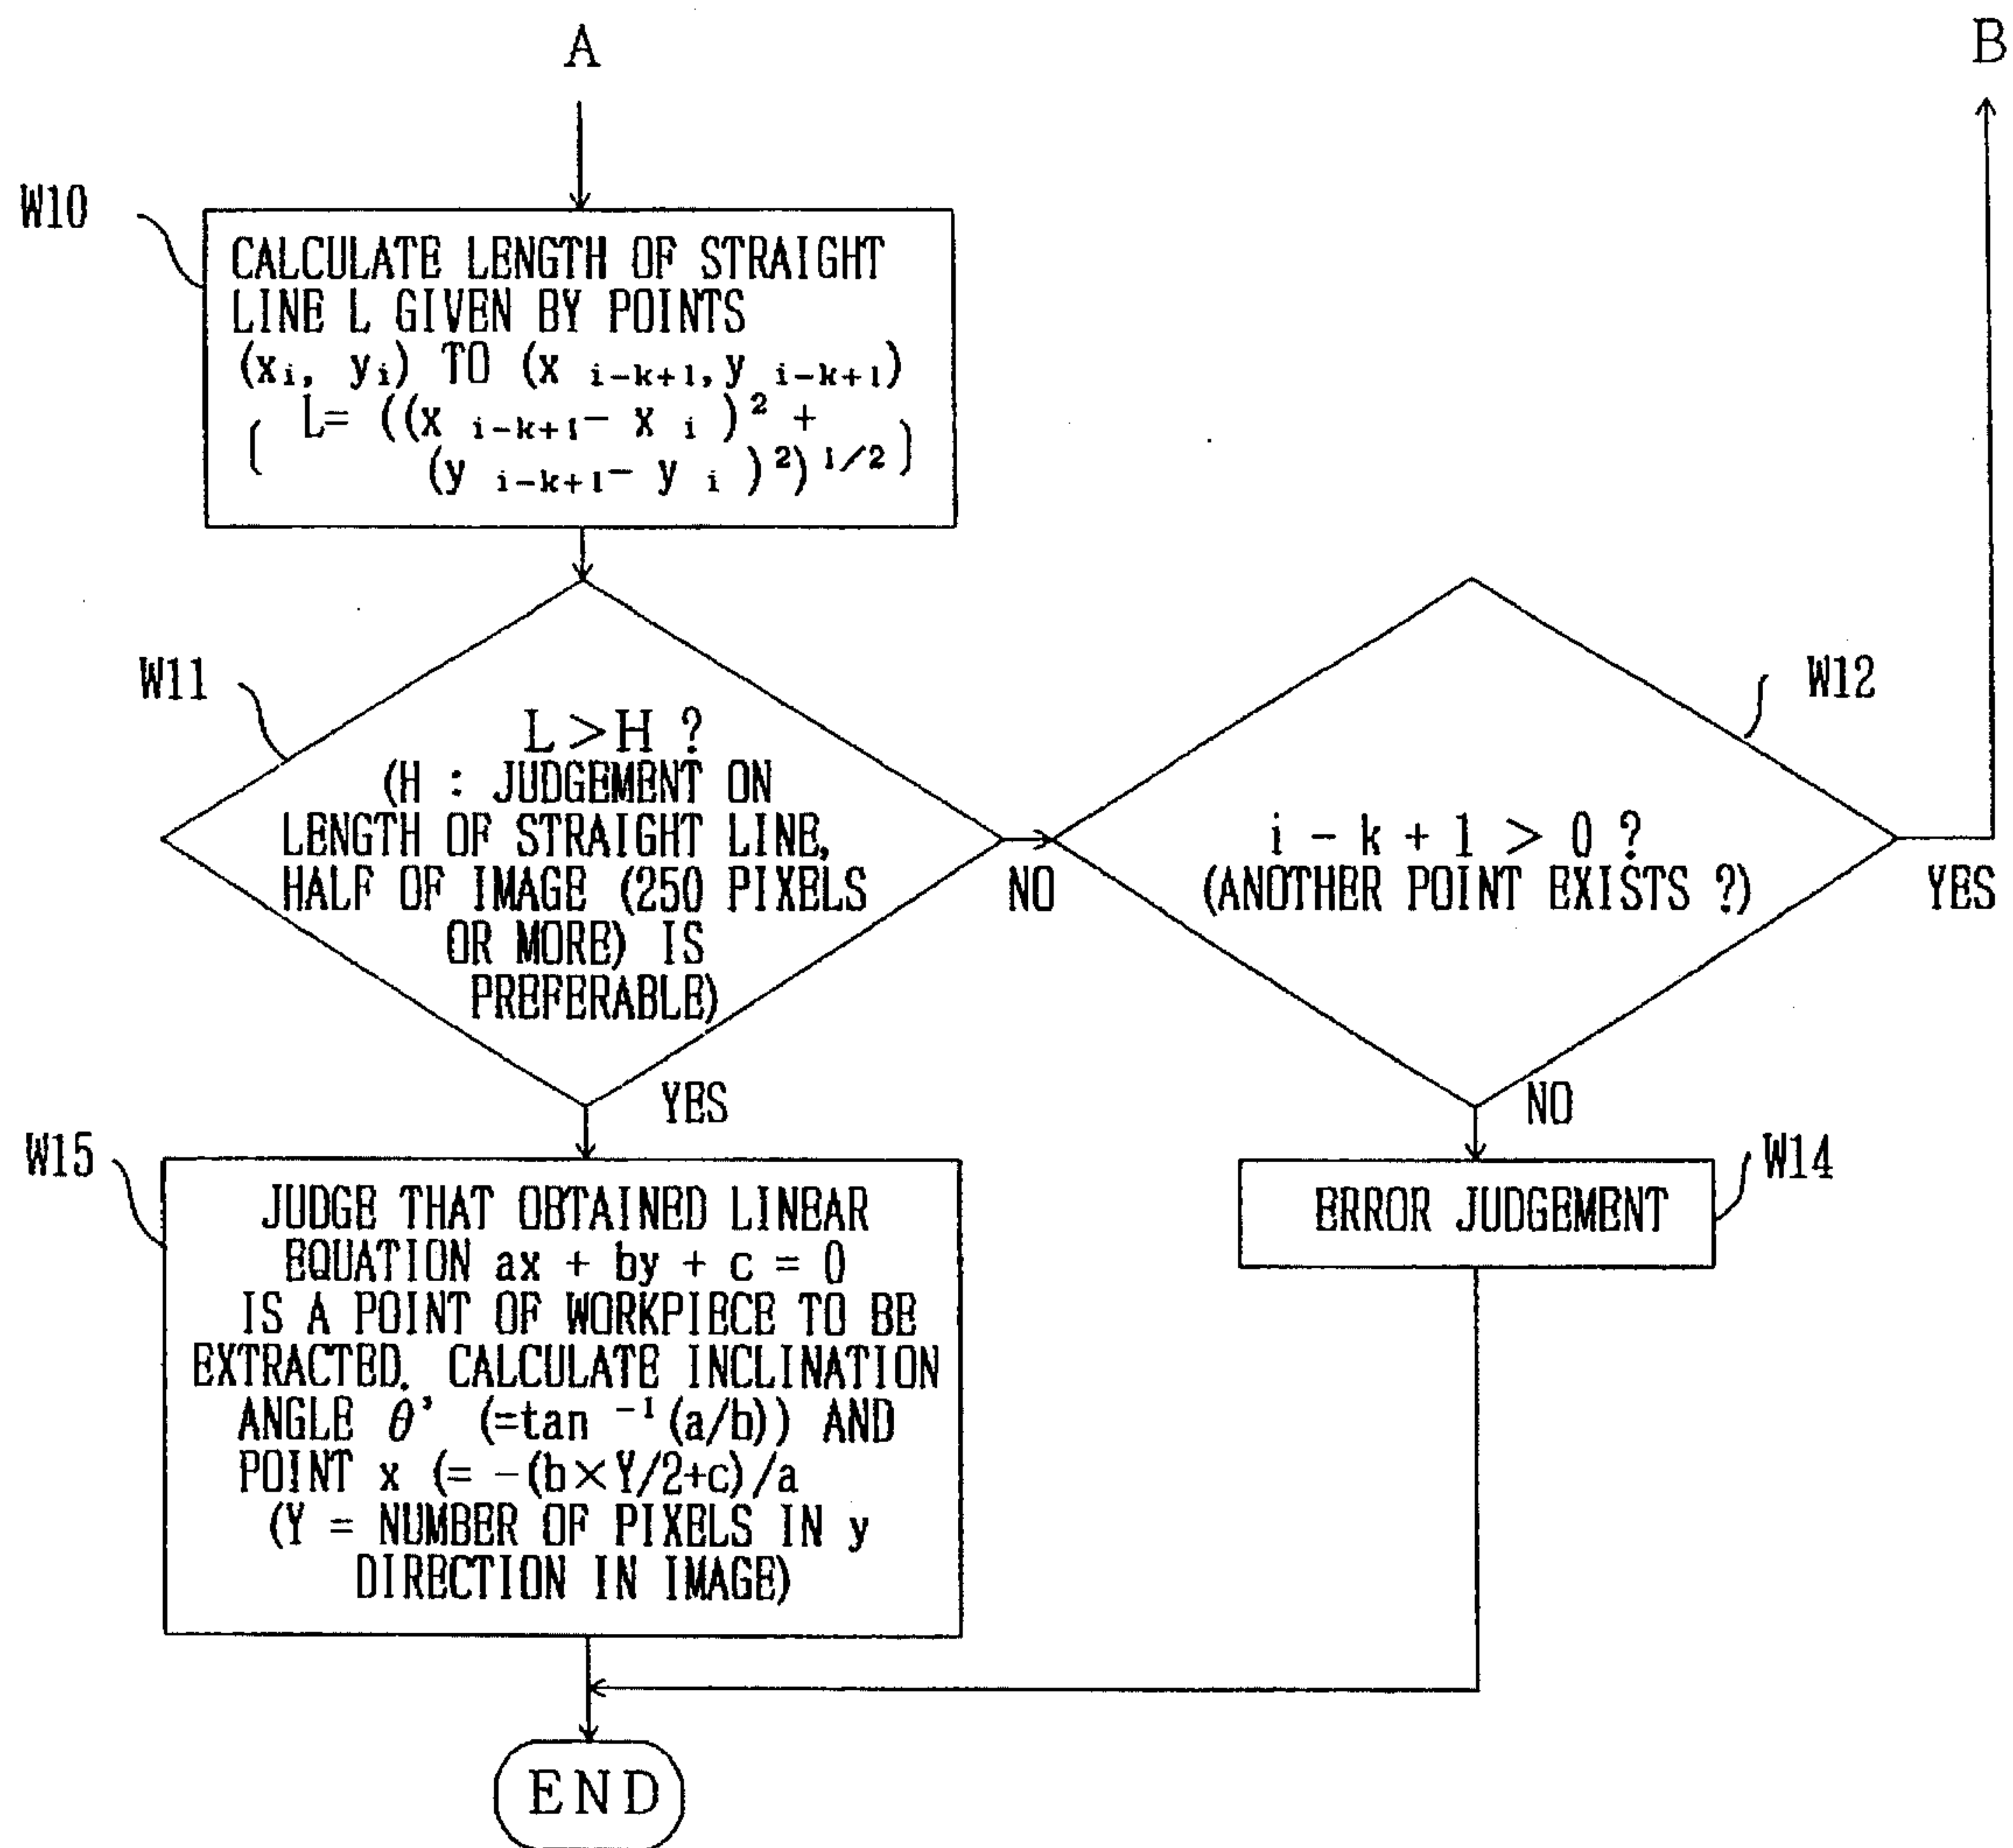 A
B
W10
CALCULATE LENGTH OF STRAIGHT
LINE L GIVEN BY POINTS
(xi, yi) TO (x i-k+1, y i-k+1)
( L= ((x i-k+1 - x i )² +
(y i-k+1 - y i )²)¹/² )
W11
L > H ?
(H : JUDGEMENT ON
LENGTH OF STRAIGHT LINE,
HALF OF IMAGE (250 PIXELS
OR MORE) IS
PREFERABLE)
NO
YES
W12
i - k + 1 > 0 ?
(ANOTHER POINT EXISTS ?)
YES
NO
W15
JUDGE THAT OBTAINED LINEAR
EQUATION ax + by + c = 0
IS A POINT OF WORKPIECE TO BE
EXTRACTED. CALCULATE INCLINATION
ANGLE θ' (=tan ⁻¹ (a/b)) AND
POINT x (= -(b×Y/2+c)/a
(Y = NUMBER OF PIXELS IN y
DIRECTION IN IMAGE)
W14
ERROR JUDGEMENT
END